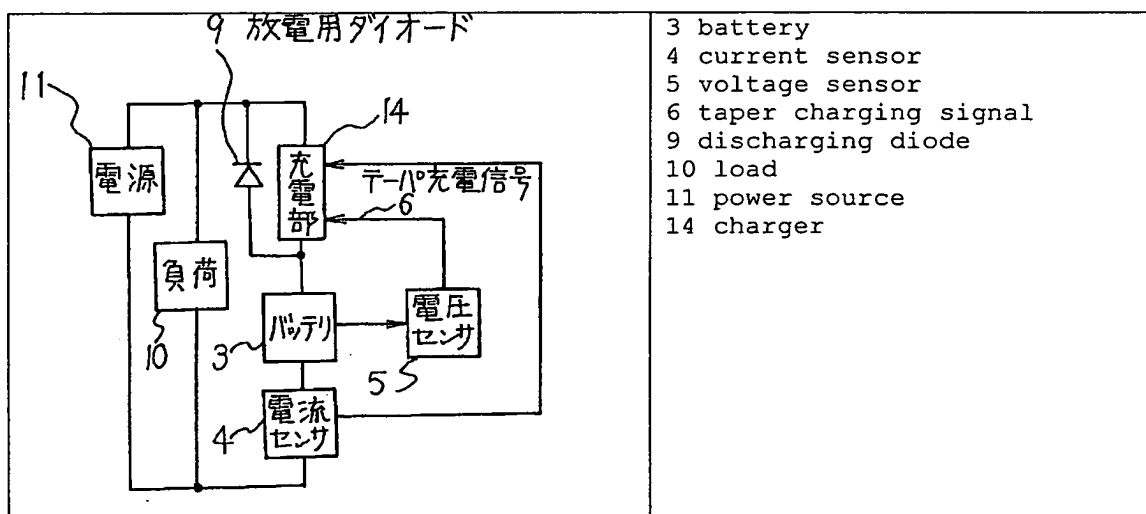 9 放電用ダイオード
11
14
電源
充電部
テーパ充電信号
6
負荷
10
バッテリ
3
電圧
センサ
5
電流
センサ
4
3 battery
4 current sensor
5 voltage sensor
6 taper charging signal
9 discharging diode
10 load
11 power source
14 charger